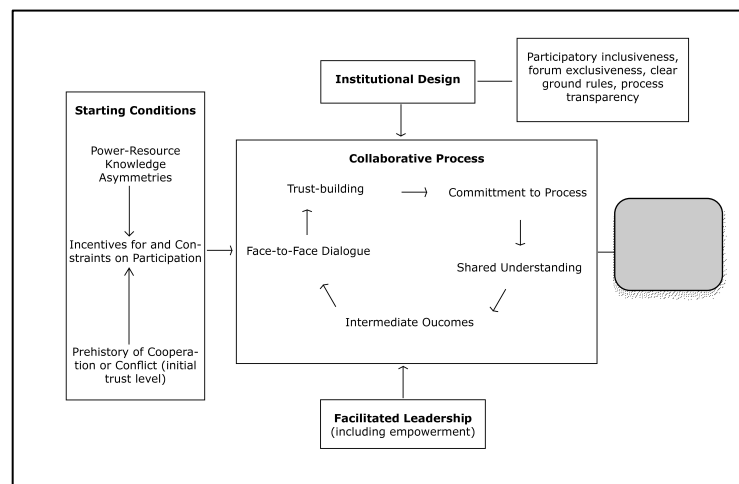 Participatory inclusiveness,
forum exclusiveness, clear
ground rules, process
transparency
Institutional Design
Starting Conditions
Power-Resource
Knowledge
Asymmetries
Incentives for and Con-
straints on Participation
Prehistory of Coopera-
tion or Conflict (initial
trust level)
Collaborative Process
Trust-building
Committment to Process
Face-to-Face Dialogue
Shared Understanding
Intermediate Oucomes
Facilitated Leadership
(including empowerment)